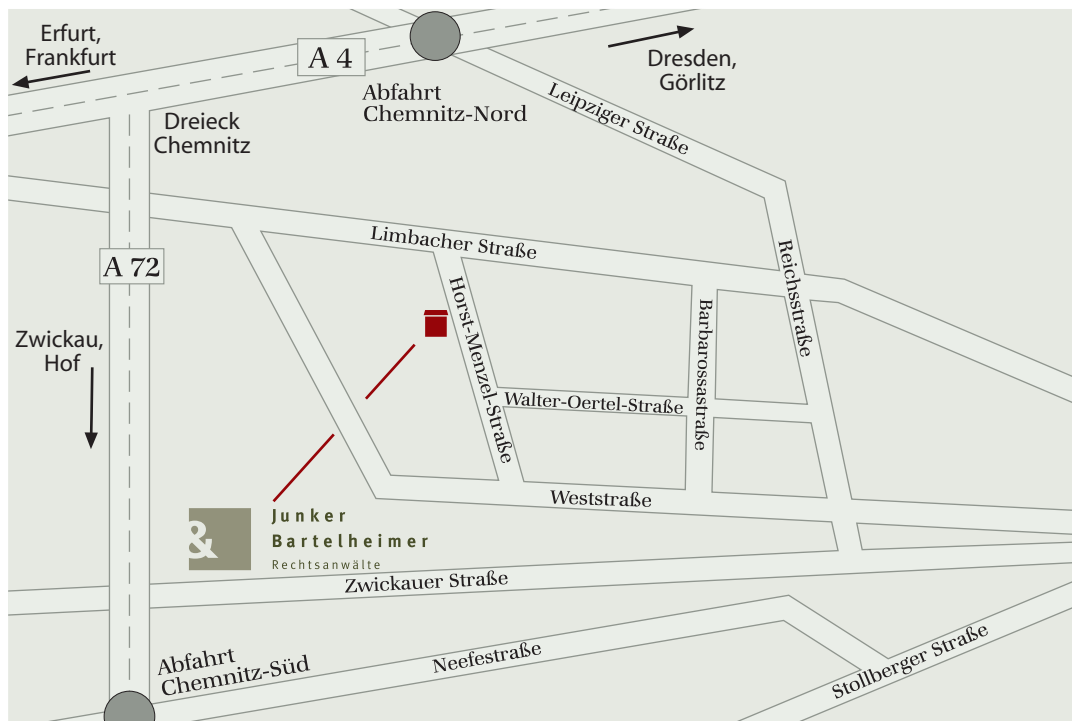 Erfurt,
Frankfurt
A 4
Dresden,
Görlitz
Abfahrt
Chemnitz-Nord
Leipziger Straße
Dreieck
Chemnitz
Limbacher Straße
Reichsstraße
A 72
Horst-Menzel-Straße
Barbarossastraße
Zwickau,
Hof
Walter-Oertel-Straße
Weststraße
&
Junker
Bartelheimer
Rechtsanwälte
Zwickauer Straße
Abfahrt
Chemnitz-Süd
Neefestraße
Stollberger Straße